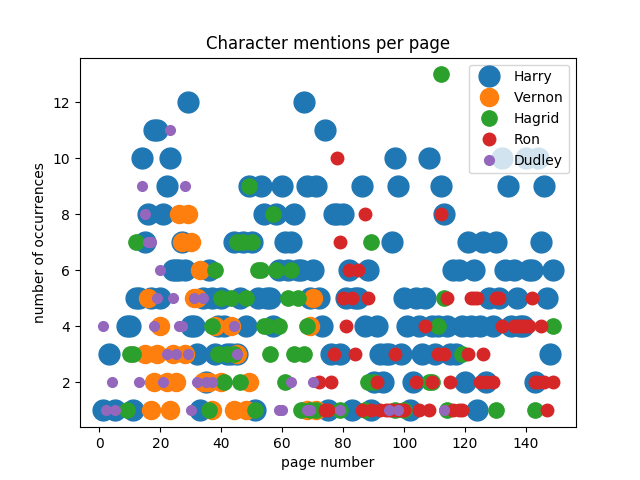 Character mentions per page
number of occurrences
12
10
8
6
4
2
Harry
Vernon
Hagrid
Ron
Dudley
0 20 40 60 80 100 120 140
page number